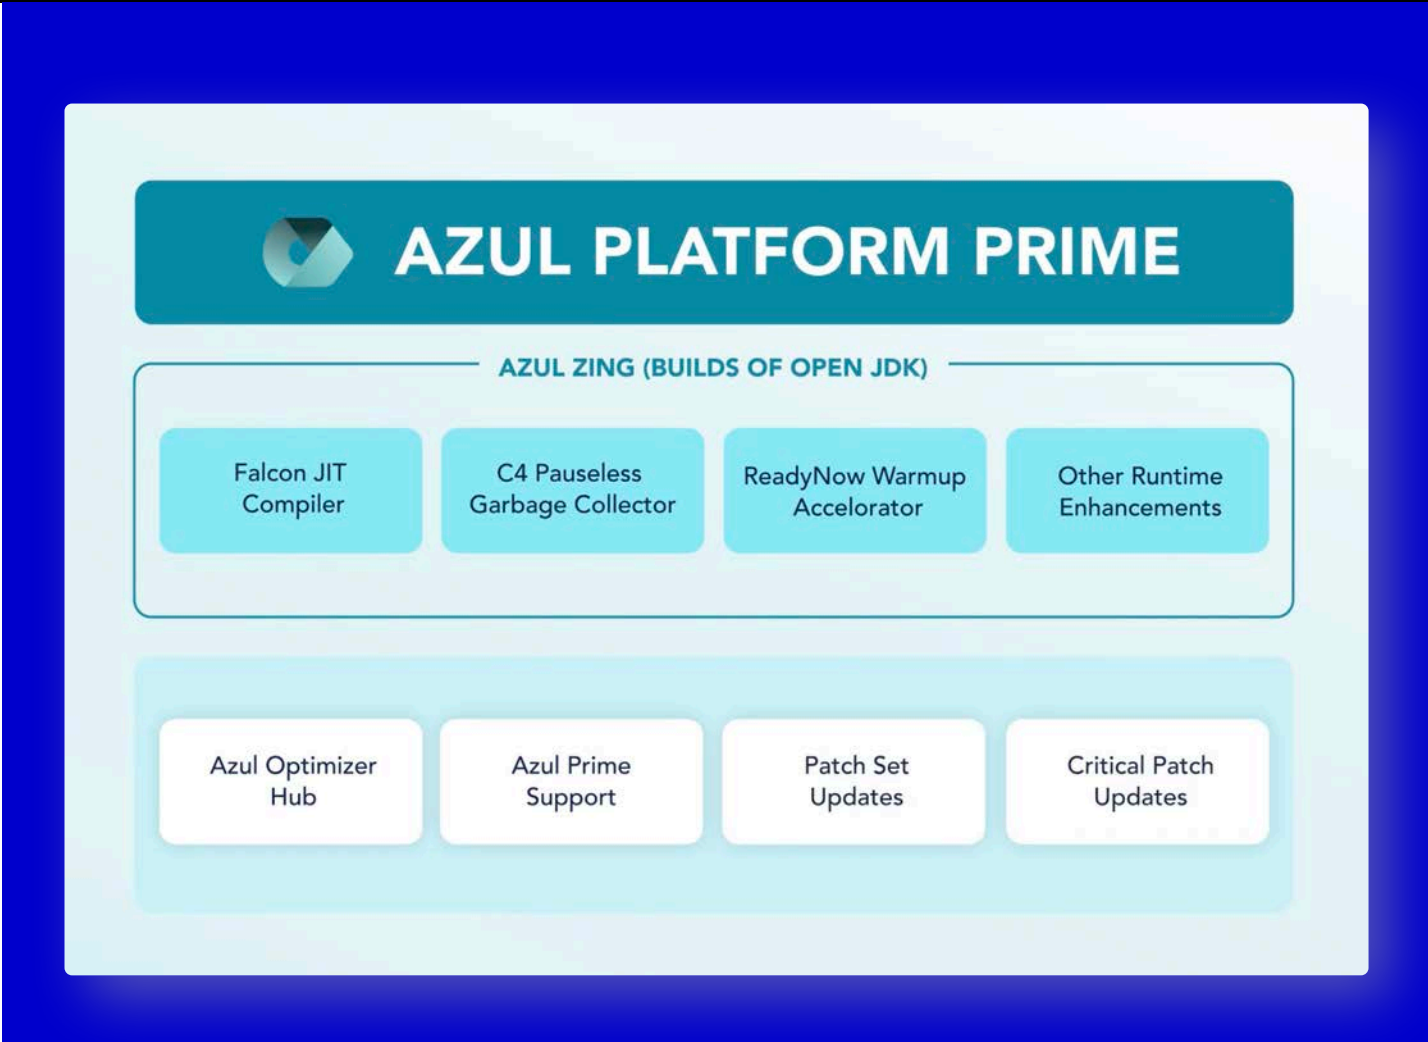 AZUL PLATFORM PRIME
AZUL ZING (BUILDS OF OPEN JDK)
Falcon JIT
Compiler
C4 Pauseless
Garbage Collector
ReadyNow Warmup
Accelorator
Other Runtime
Enhancements
Azul Optimizer
Hub
Azul Prime
Support
Patch Set
Updates
Critical Patch
Updates